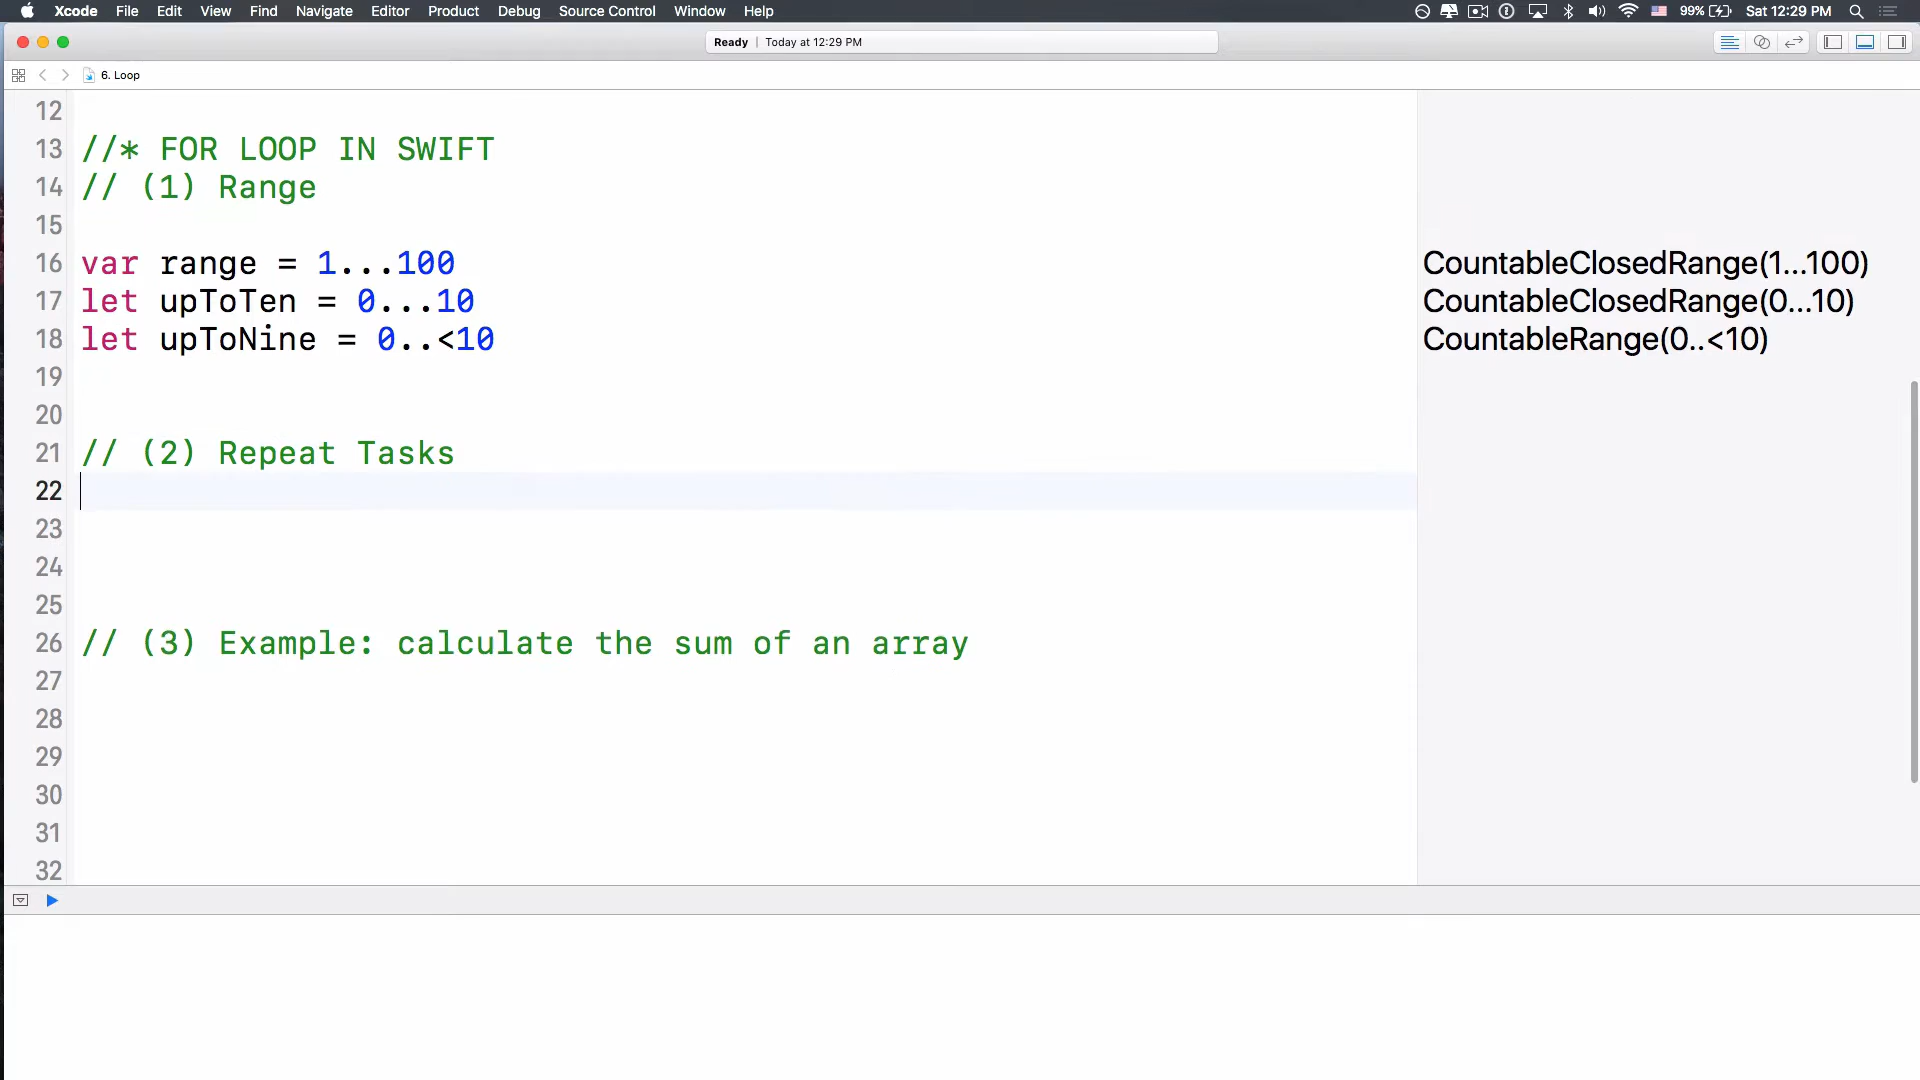 Xcode File Edit View Find Navigate Editor Product Debug Source Control Window Help 99% Sat 12:29 PM
Ready | Today at 12:29 PM
6. Loop
12
13 //* FOR LOOP IN SWIFT
14 // (1) Range
15
16 var range = 1...100 CountableClosedRange(1...100)
17 let upToTen = 0...10 CountableClosedRange(0...10)
18 let upToNine = 0..<10 CountableRange(0..<10)
19
20
21 // (2) Repeat Tasks
22
23
24
25
26 // (3) Example: calculate the sum of an array
27
28
29
30
31
32